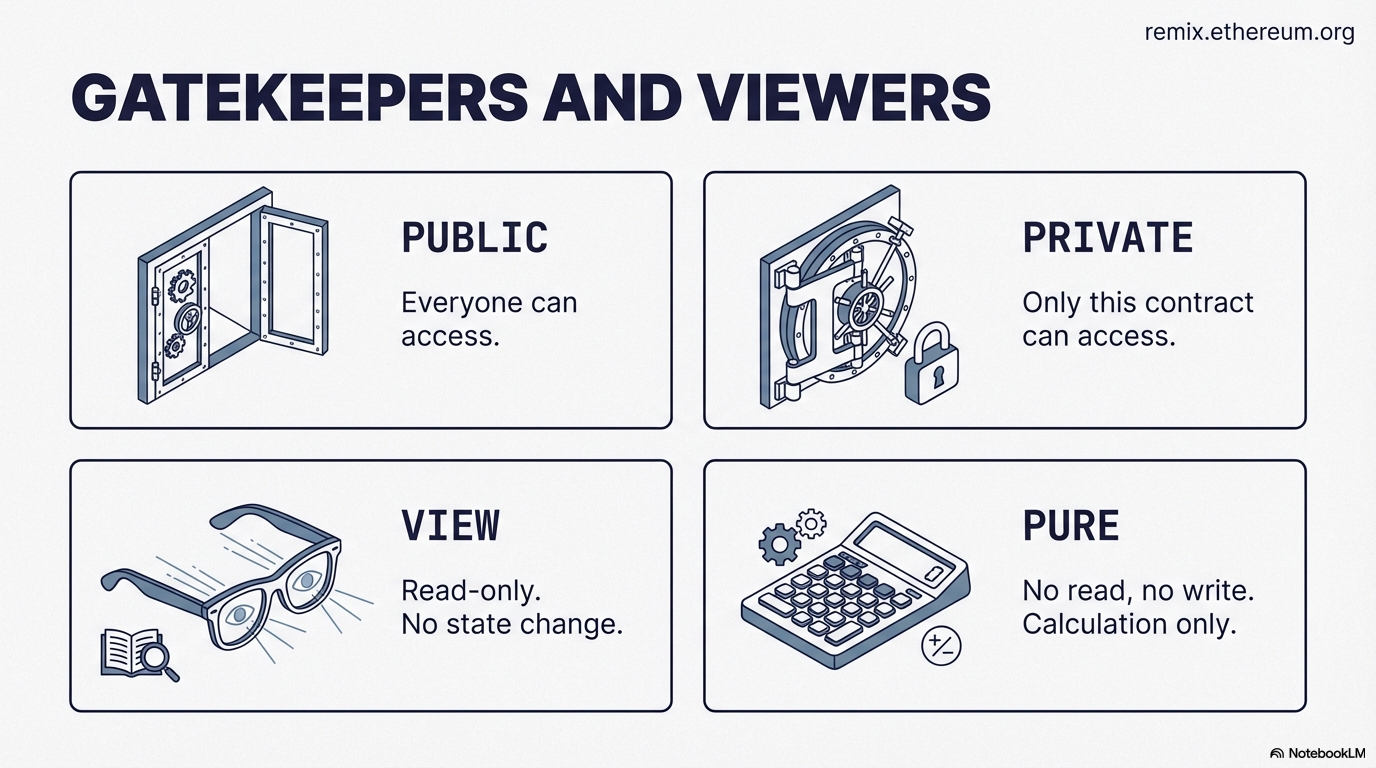 remix.ethereum.org
GATEKEEPERS AND VIEWERS
PUBLIC
Everyone can
access.
PRIVATE
Only this contract
can access.
VIEW
Read-only.
No state change.
PURE
No read, no write.
Calculation only.
NotebookLM